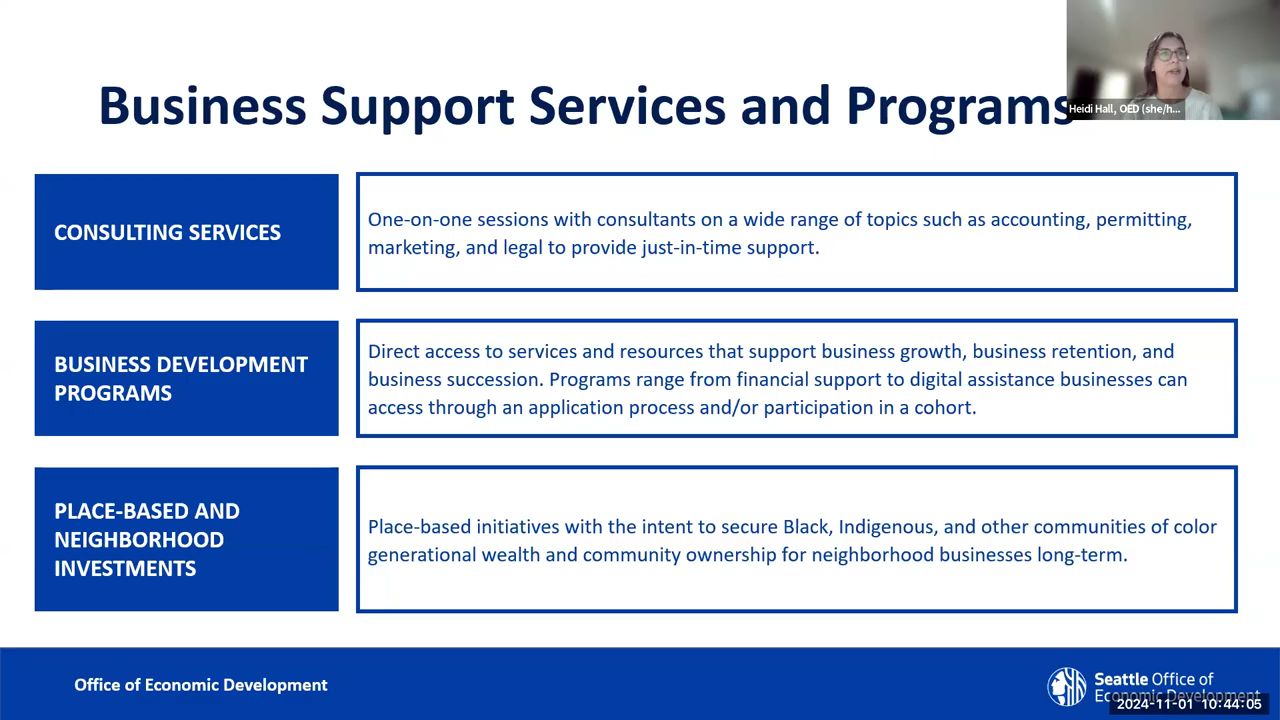 Business Support Services and Programs
Heidi Hall, OED (she/h...
CONSULTING SERVICES
One-on-one sessions with consultants on a wide range of topics such as accounting, permitting,
marketing, and legal to provide just-in-time support.
BUSINESS DEVELOPMENT
PROGRAMS
Direct access to services and resources that support business growth, business retention, and
business succession. Programs range from financial support to digital assistance businesses can
access through an application process and/or participation in a cohort.
PLACE-BASED AND
NEIGHBORHOOD
INVESTMENTS
Place-based initiatives with the intent to secure Black, Indigenous, and other communities of color
generational wealth and community ownership for neighborhood businesses long-term.
Office of Economic Development
Seattle Office of
Economic Development
2024-11-01 10:44:05